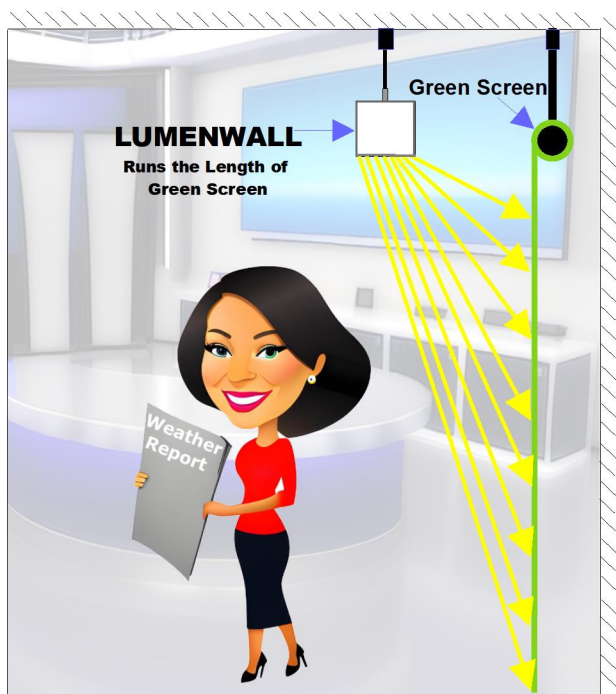 Green Screen
LUMENWALL
Runs the Length of
Green Screen
Weather
Report